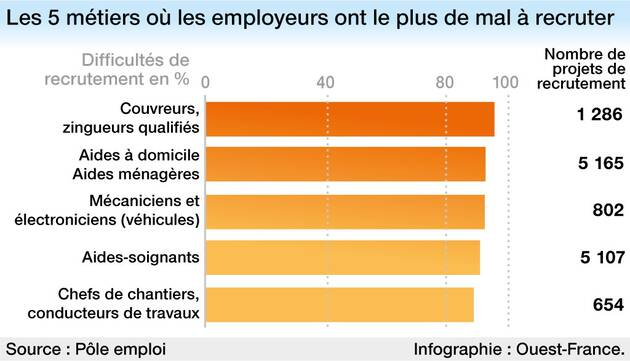 Les 5 métiers où les employeurs ont le plus de mal à recruter
Difficultés de
recrutement en %
0 40 80 100
Nombre de
projets de
recrutement
Couvreurs,
zingueurs qualifiés
1 286
Aides à domicile
Aides ménagères
5 165
Mécaniciens et
électroniciens (véhicules)
802
Aides-soignants
5 107
Chefs de chantiers,
conducteurs de travaux
654
Source : Pôle emploi
Infographie : Ouest-France.